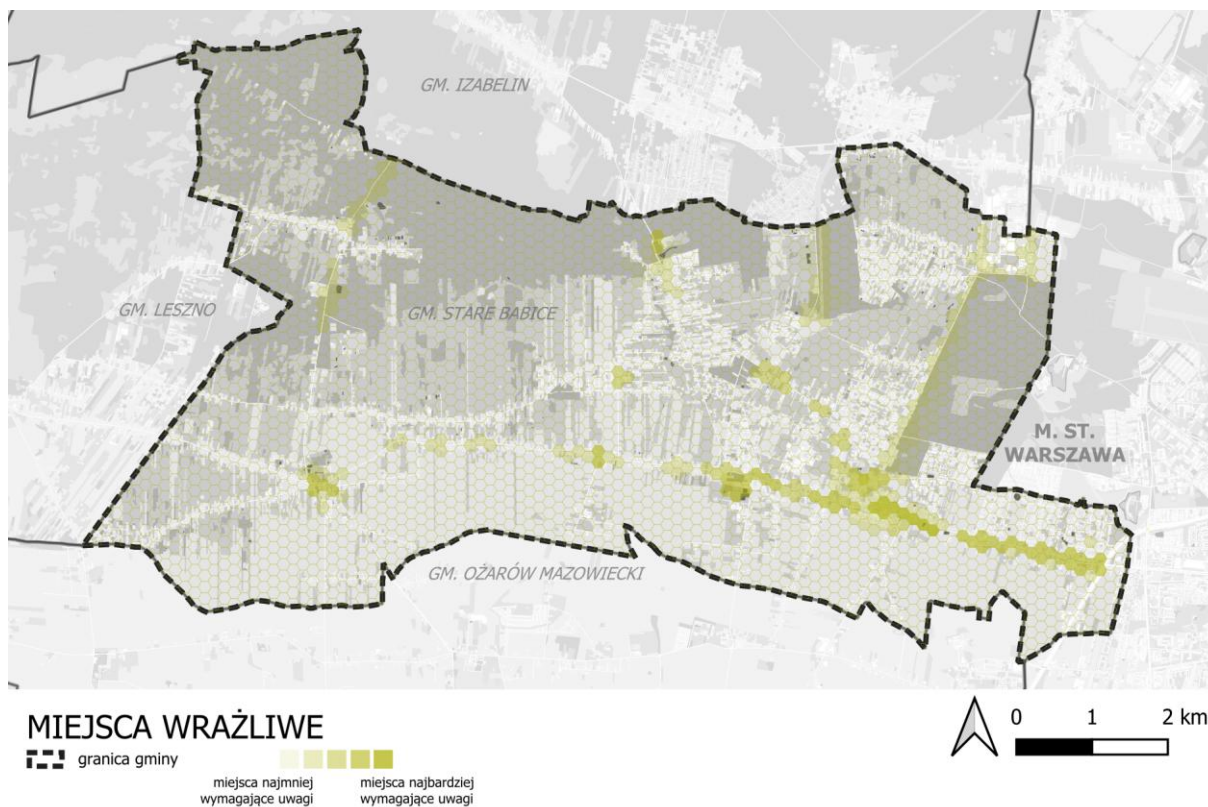 GM. IZABELIN
GM. LESZNO
GM. STARE BABICE
M. ST.
WARSZAWA
GM. OŻARÓW MAZOWIECKI
MIEJSCA WRAŻLIWE
granica gminy
miejsca najmniej
wymagające uwagi
miejsca najbardziej
wymagające uwagi
0 1 2 km